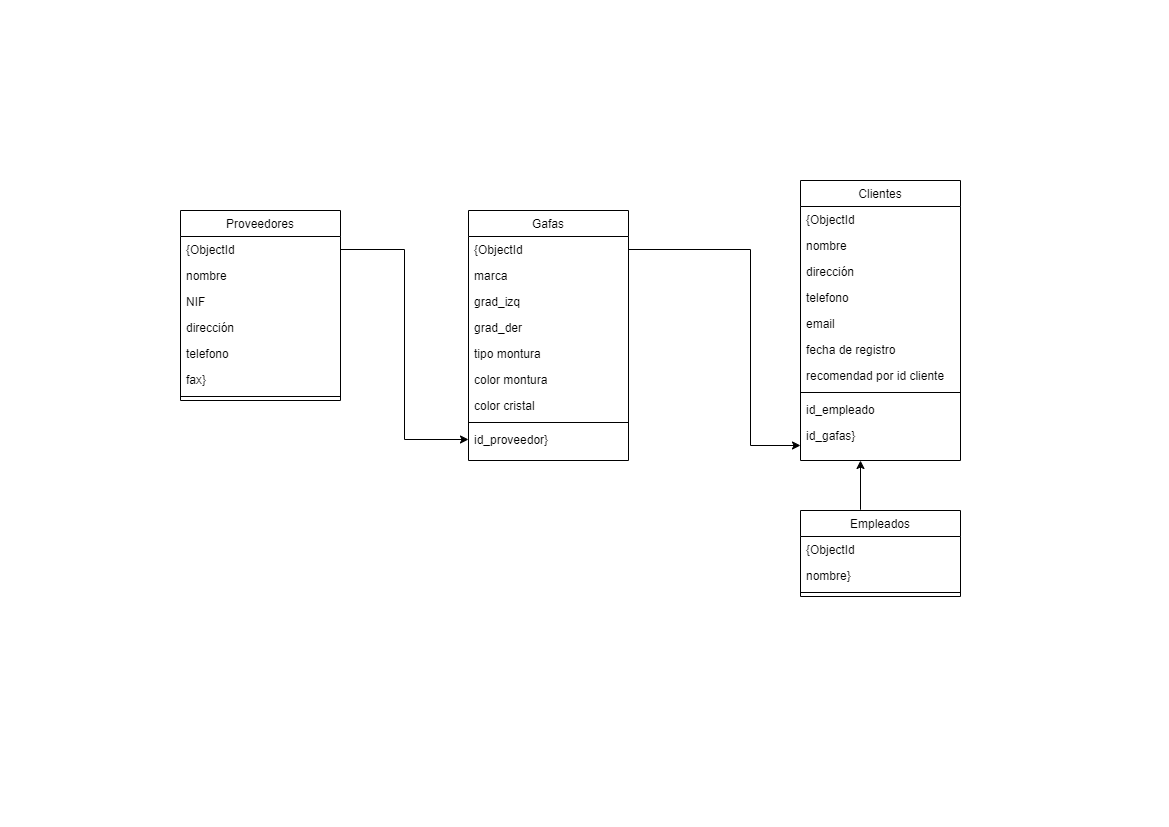 Proveedores
{ObjectId
nombre
NIF
dirección
telefono
fax}
Gafas
{ObjectId
marca
grad_izq
grad_der
tipo montura
color montura
color cristal
id_proveedor}
Clientes
{ObjectId
nombre
dirección
telefono
email
fecha de registro
recomendad por id cliente
id_empleado
id_gafas}
Empleados
{ObjectId
nombre}